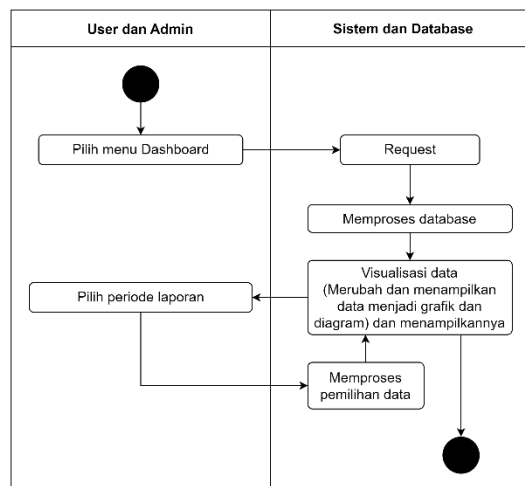 User dan Admin
Sistem dan Database
Pilih menu Dashboard
Request
Memproses database
Visualisasi data
(Merubah dan menampilkan
data menjadi grafik dan
diagram) dan menampilkannya
Pilih periode laporan
Memproses
pemilihan data